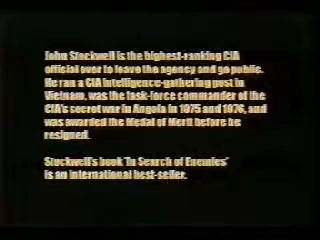 John Stockwell is the highest-ranking CIA
official ever to leave the agency and go public.
He ran a CIA intelligence-gathering post in
Vietnam, was the task-force commander of the
CIA's secret war in Angola in 1975 and 1976, and
was awarded the Medal of Merit before he
resigned.
Stockwell's book 'In Search of Enemies'
is an international best-seller.